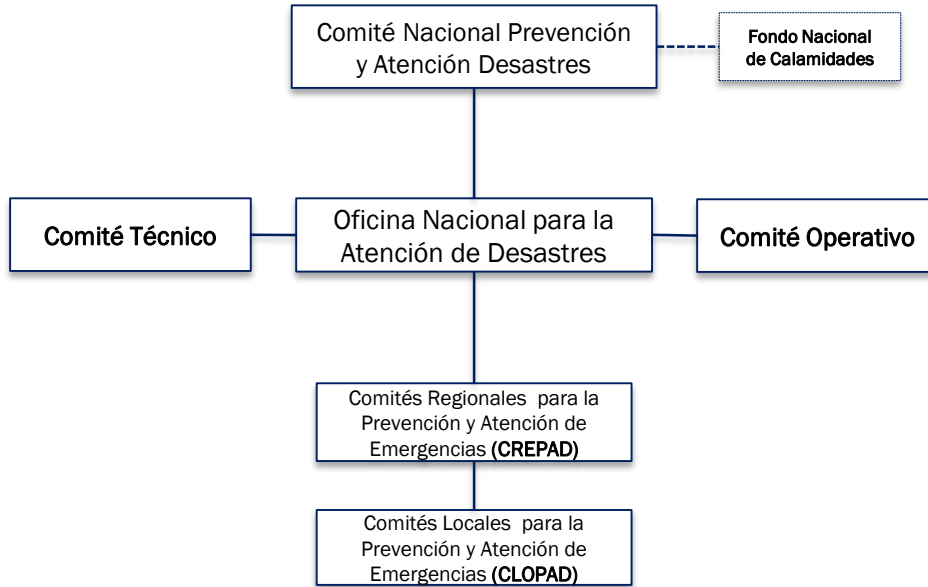 Comité Nacional Prevención
y Atención Desastres
Fondo Nacional
de Calamidades
Comité Técnico
Oficina Nacional para la
Atención de Desastres
Comité Operativo
Comités Regionales para la
Prevención y Atención de
Emergencias (CREPAD)
Comités Locales para la
Prevención y Atención de
Emergencias (CLOPAD)